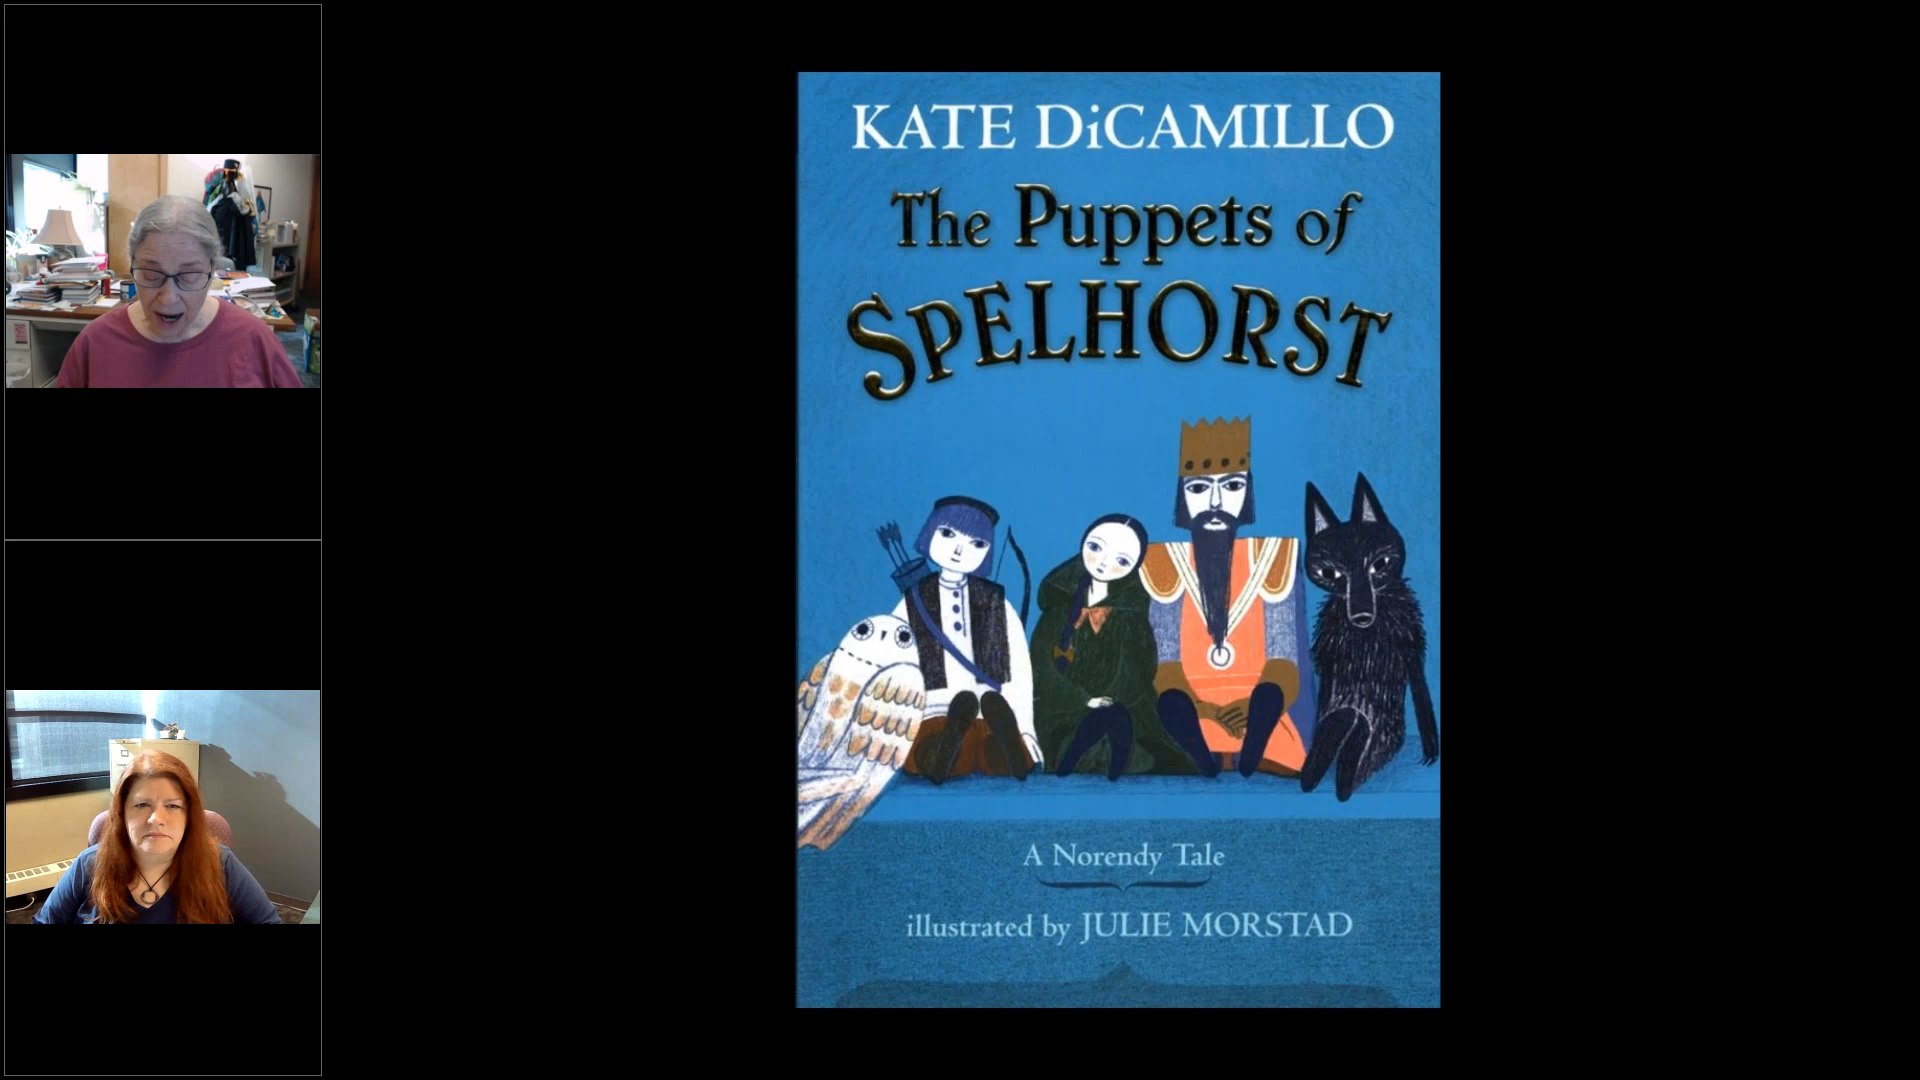 KATE DiCAMILLO
The Puppets of
SPELHORST
A Norendy Tale
illustrated by JULIE MORSTAD